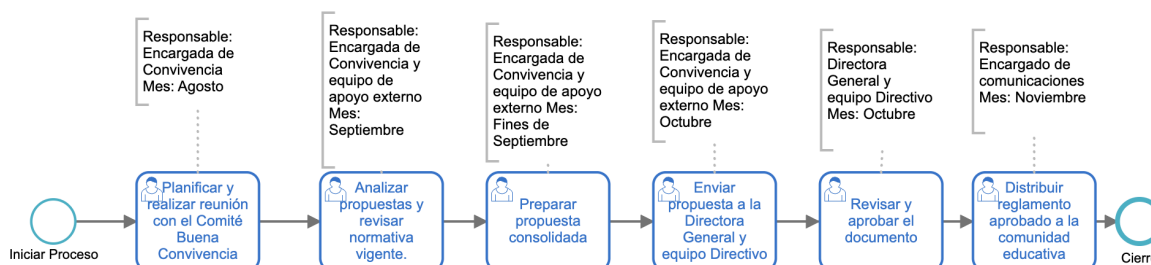 Responsable:
Encargada de
Convivencia
Mes: Agosto
Responsable:
Encargada de
Convivencia y
equipo de
apoyo externo
Mes:
Septiembre
Responsable:
Encargada de
Convivencia y
equipo de apoyo
externo Mes:
Fines de
Septiembre
Responsable:
Encargada de
Convivencia y
equipo de apoyo
externo Mes:
Octubre
Responsable:
Directora
General y
equipo Directivo
Mes: Octubre
Responsable:
Encargado de
comunicaciones
Mes: Noviembre
Iniciar Proceso
Planificar y
realizar reunión
con el Comité
Buena
Convivencia
Analizar
propuestas y
revisar
normativa
vigente.
Preparar
propuesta
consolidada
Enviar
propuesta a la
Directora
General y
equipo Directivo
Revisar y
aprobar el
documento
Distribuir
reglamento
aprobado a la
comunidad
educativa